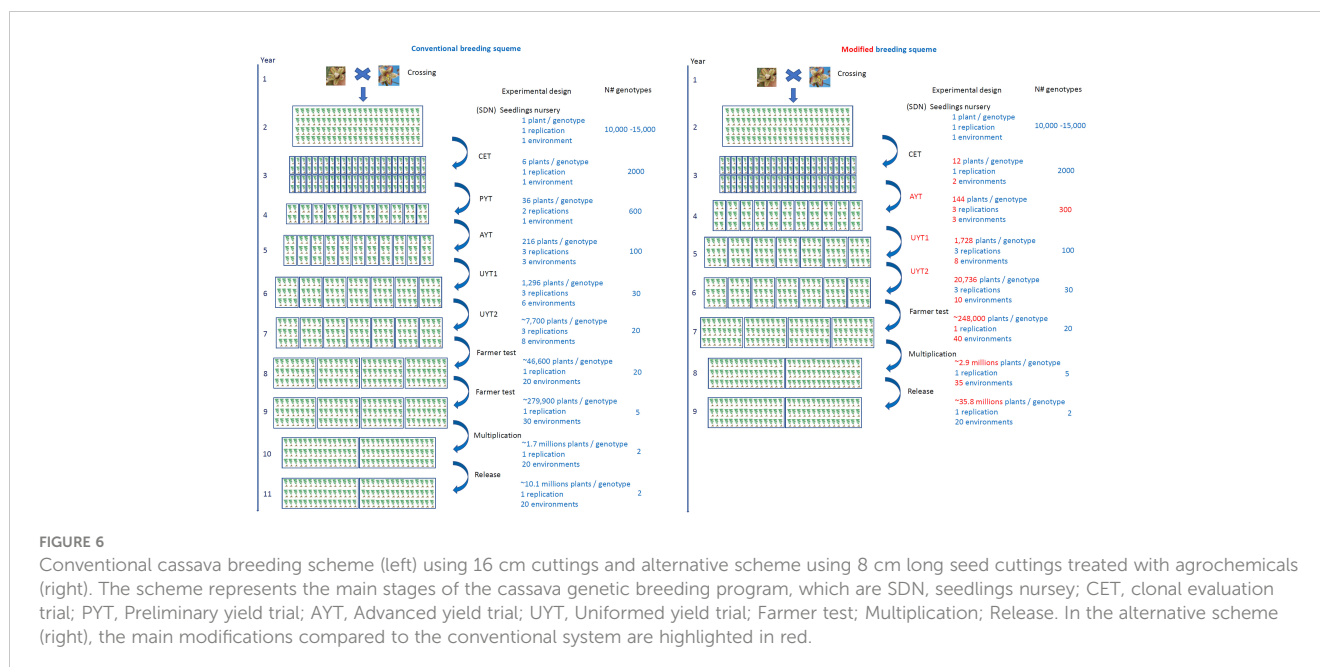 Conventional breeding squeme
Year
1
Crossing
Experimental design
N# genotypes
(SDN) Seedlings nursery
2
1 plant / genotype
1 replication
1 environment
10,000 -15,000
CET
3
6 plants / genotype
1 replication
1 environment
2000
PYT
4
36 plants / genotype
2 replications
1 environment
600
AYT
5
216 plants / genotype
3 replications
3 environments
100
UYT1
6
1,296 plants / genotype
3 replications
6 environments
30
UYT2
7
~7,700 plants / genotype
3 replications
8 environments
20
Farmer test
8
~46,600 plants / genotype
1 replication
20 environments
20
Farmer test
9
~279,900 plants / genotype
1 replication
30 environments
5
Multiplication
10
~1.7 millions plants / genotype
1 replication
20 environments
2
Release
11
~10.1 millions plants / genotype
1 replication
20 environments
2
Modified breeding squeme
Year
1
Crossing
Experimental design
N# genotypes
(SDN) Seedlings nursery
2
1 plant / genotype
1 replication
1 environment
10,000 -15,000
CET
3
12 plants / genotype
1 replication
2 environments
2000
AYT
4
144 plants / genotype
3 replications
3 environments
300
UYT1
5
1,728 plants / genotype
3 replications
8 environments
100
UYT2
6
20,736 plants / genotype
3 replications
10 environments
30
Farmer test
7
~248,000 plants / genotype
1 replication
40 environments
20
Multiplication
8
~2.9 millions plants / genotype
1 replication
35 environments
5
Release
9
~35.8 millions plants / genotype
1 replication
20 environments
2
FIGURE 6
Conventional cassava breeding scheme (left) using 16 cm cuttings and alternative scheme using 8 cm long seed cuttings treated with agrochemicals
(right). The scheme represents the main stages of the cassava genetic breeding program, which are SDN, seedlings nursey; CET, clonal evaluation
trial; PYT, Preliminary yield trial; AYT, Advanced yield trial; UYT, Uniformed yield trial; Farmer test; Multiplication; Release. In the alternative scheme
(right), the main modifications compared to the conventional system are highlighted in red.